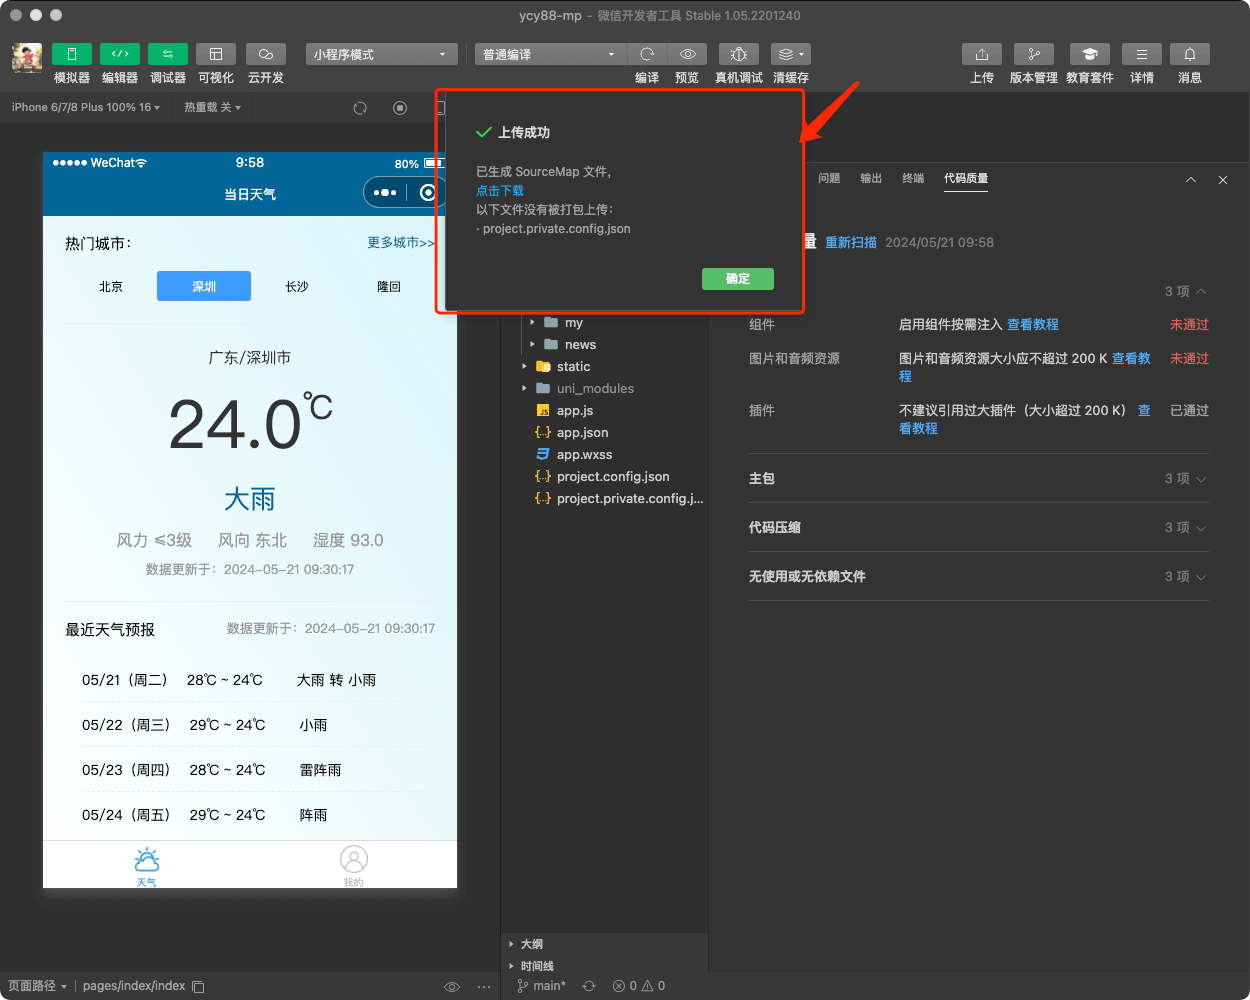 ycy88-mp - 微信开发者工具 Stable 1.05.2201240
模拟器 编辑器 调试器 可视化 云开发
小程序模式 普通编译
编译 预览 真机调试 清缓存
上传 版本管理 教育套件 详情 消息
iPhone 6/7/8 Plus 100% 16 热重载 关
WeChat 9:58 80%
当日天气
热门城市：
更多城市>>
北京 深圳 长沙 隆回
广东/深圳市
24.0℃
大雨
风力 ≤3级 风向 东北 湿度 93.0
数据更新于：2024-05-21 09:30:17
最近天气预报 数据更新于：2024-05-21 09:30:17
05/21（周二） 28℃ ~ 24℃ 大雨 转 小雨
05/22（周三） 29℃ ~ 24℃ 小雨
05/23（周四） 28℃ ~ 24℃ 雷阵雨
05/24（周五） 29℃ ~ 24℃ 阵雨
天气 我的
页面路径 pages/index/index
上传成功
已生成 SourceMap 文件，
点击下载
以下文件没有被打包上传：
· project.private.config.json
确定
my
news
static
uni_modules
JS app.js
{..} app.json
app.wxss
{..} project.config.json
{..} project.private.config.j...
大纲
时间线
main* 0 0
问题 输出 终端 代码质量
量 重新扫描 2024/05/21 09:58
3 项
组件 启用组件按需注入 查看教程 未通过
图片和音频资源 图片和音频资源大小应不超过 200 K 查看教 未通过
程
插件 不建议引用过大插件（大小超过 200 K） 查 已通过
看教程
主包 3 项
代码压缩 3 项
无使用或无依赖文件 3 项